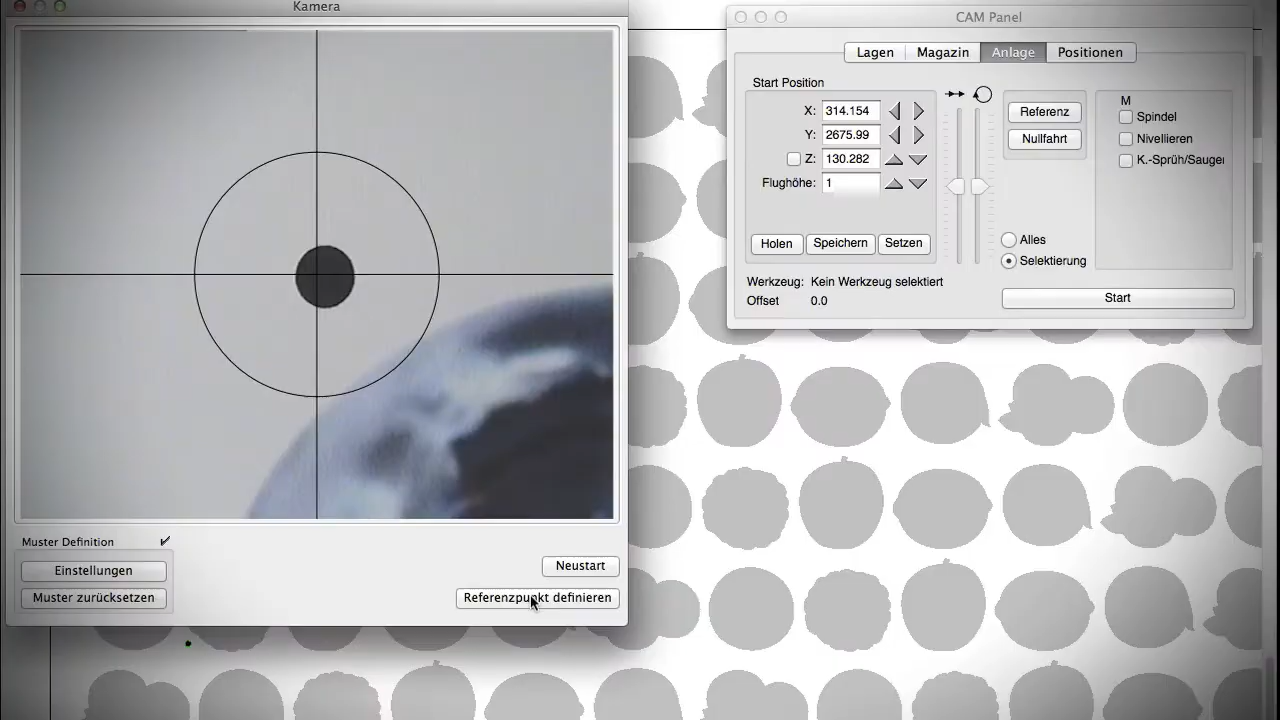 Kamera
Muster Definition
Einstellungen
Muster zurücksetzen
Neustart
Referenzpunkt definieren
CAM Panel
Lagen
Magazin
Anlage
Positionen
Start Position
X: 314.154
Y: 2675.99
Z: 130.282
Flughöhe: 1
Holen
Speichern
Setzen
Werkzeug: Kein Werkzeug selektiert
Offset 0.0
Referenz
Nullfahrt
Alles
Selektierung
M
Spindel
Nivellieren
K.-Sprüh/Sauger
Start